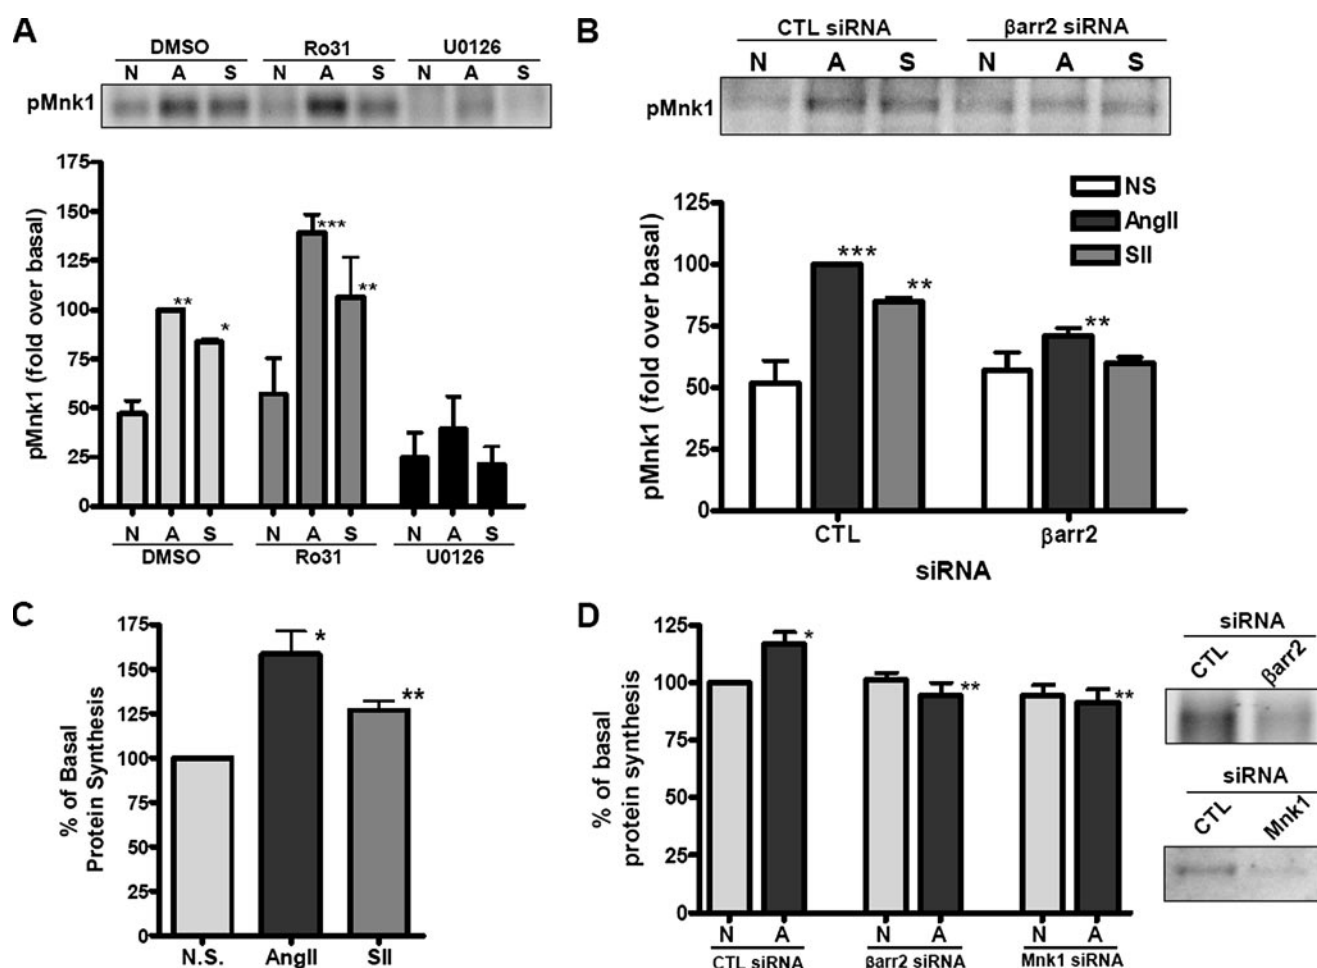 A
DMSO Ro31 U0126
N A S N A S N A S
pMnk1
pMnk1 (fold over basal)
175
150
125
100
75
50
25
0
*** ** ** *
N A S N A S N A S
DMSO Ro31 U0126
B
CTL siRNA βarr2 siRNA
N A S N A S
pMnk1
NS
AngII
SII
pMnk1 (fold over basal)
125
100
75
50
25
0
*** ** **
CTL βarr2
siRNA
C
% of Basal
Protein Synthesis
175
150
125
100
75
50
25
0
* **
N.S. AngII SII
D
% of basal
protein synthesis
125
100
75
50
25
0
* ** **
N A N A N A
CTL siRNA βarr2 siRNA Mnk1 siRNA
siRNA
CTL βarr2
siRNA
CTL Mnk1